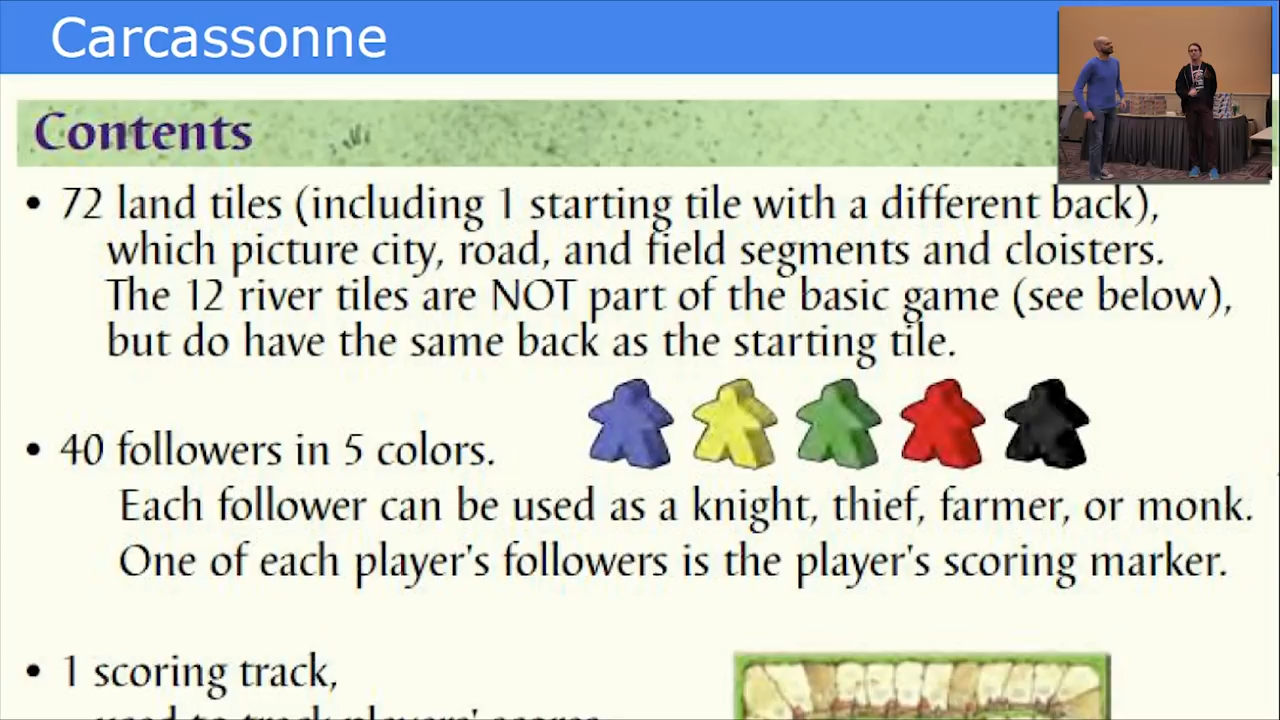 Carcassonne
Contents
• 72 land tiles (including 1 starting tile with a different back),
which picture city, road, and field segments and cloisters.
The 12 river tiles are NOT part of the basic game (see below),
but do have the same back as the starting tile.
• 40 followers in 5 colors.
Each follower can be used as a knight, thief, farmer, or monk.
One of each player's followers is the player's scoring marker.
• 1 scoring track,
used to track players' scores